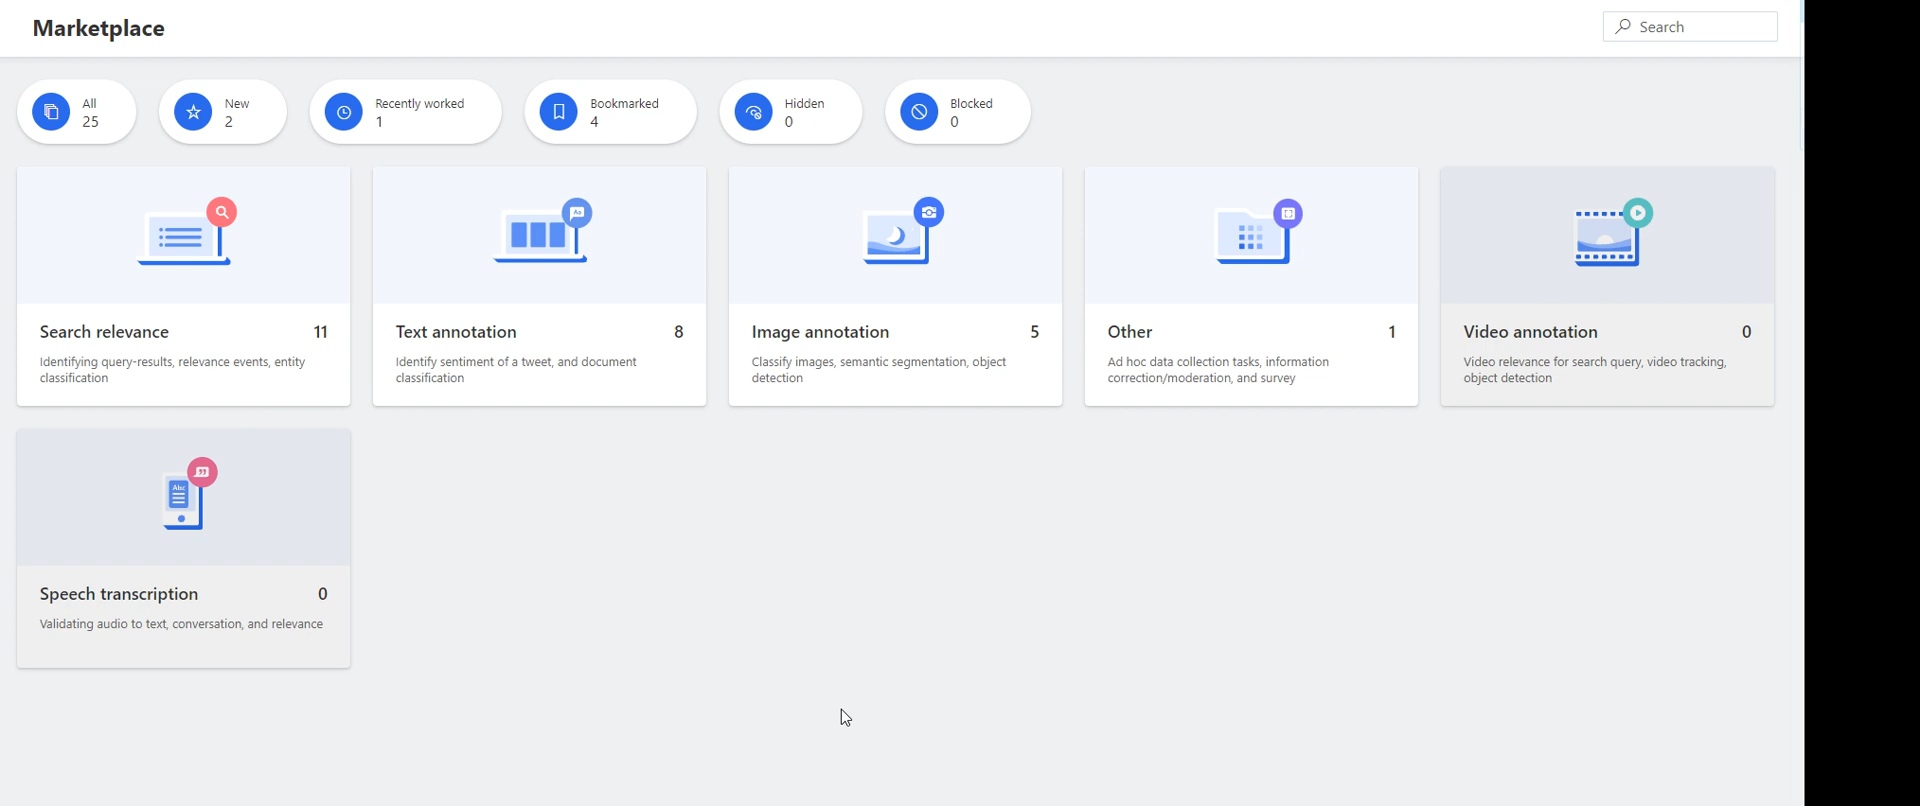 Marketplace
Search
All
25
New
2
Recently worked
1
Bookmarked
4
Hidden
0
Blocked
0
Search relevance 11
Identifying query-results, relevance events, entity
classification
Aa
Text annotation 8
Identify sentiment of a tweet, and document
classification
Image annotation 5
Classify images, semantic segmentation, object
detection
Other 1
Ad hoc data collection tasks, information
correction/moderation, and survey
Video annotation 0
Video relevance for search query, video tracking,
object detection
Abc
Speech transcription 0
Validating audio to text, conversation, and relevance